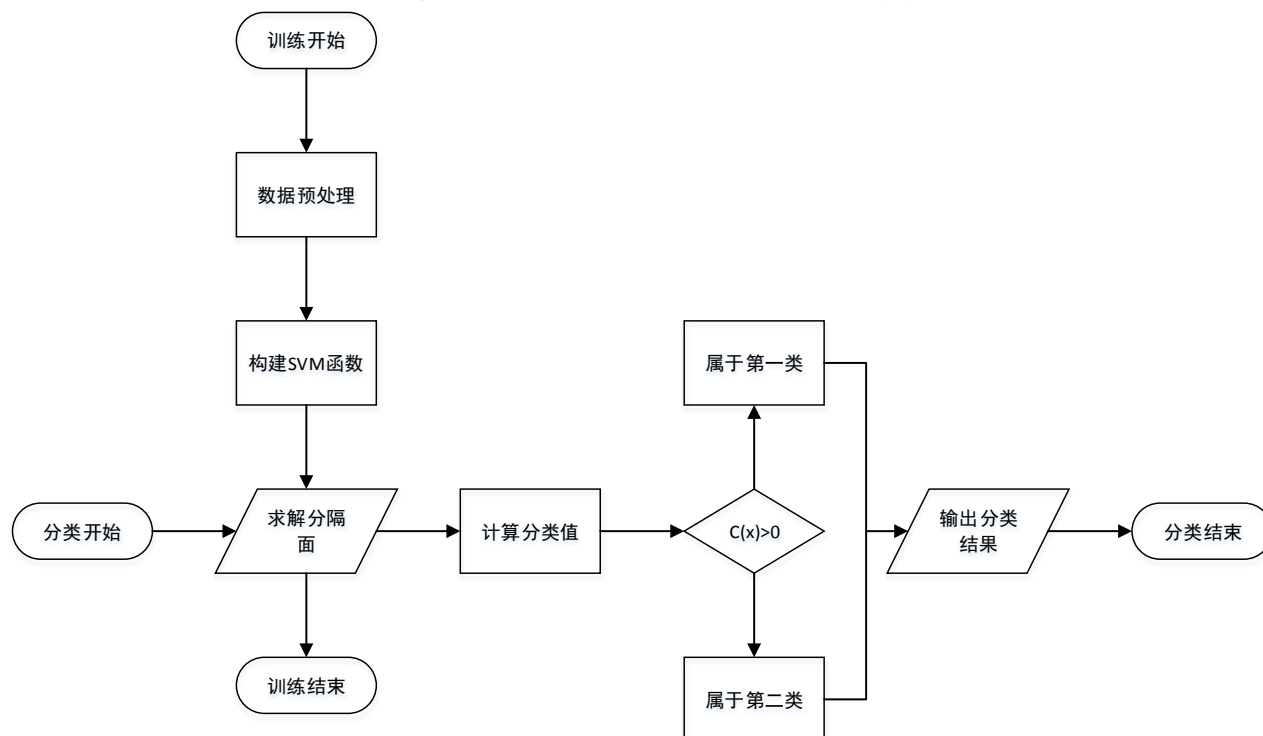 训练开始
数据预处理
构建SVM函数
属于第一类
分类开始
求解分隔
面
计算分类值
C(x)>0
输出分类
结果
分类结束
训练结束
属于第二类